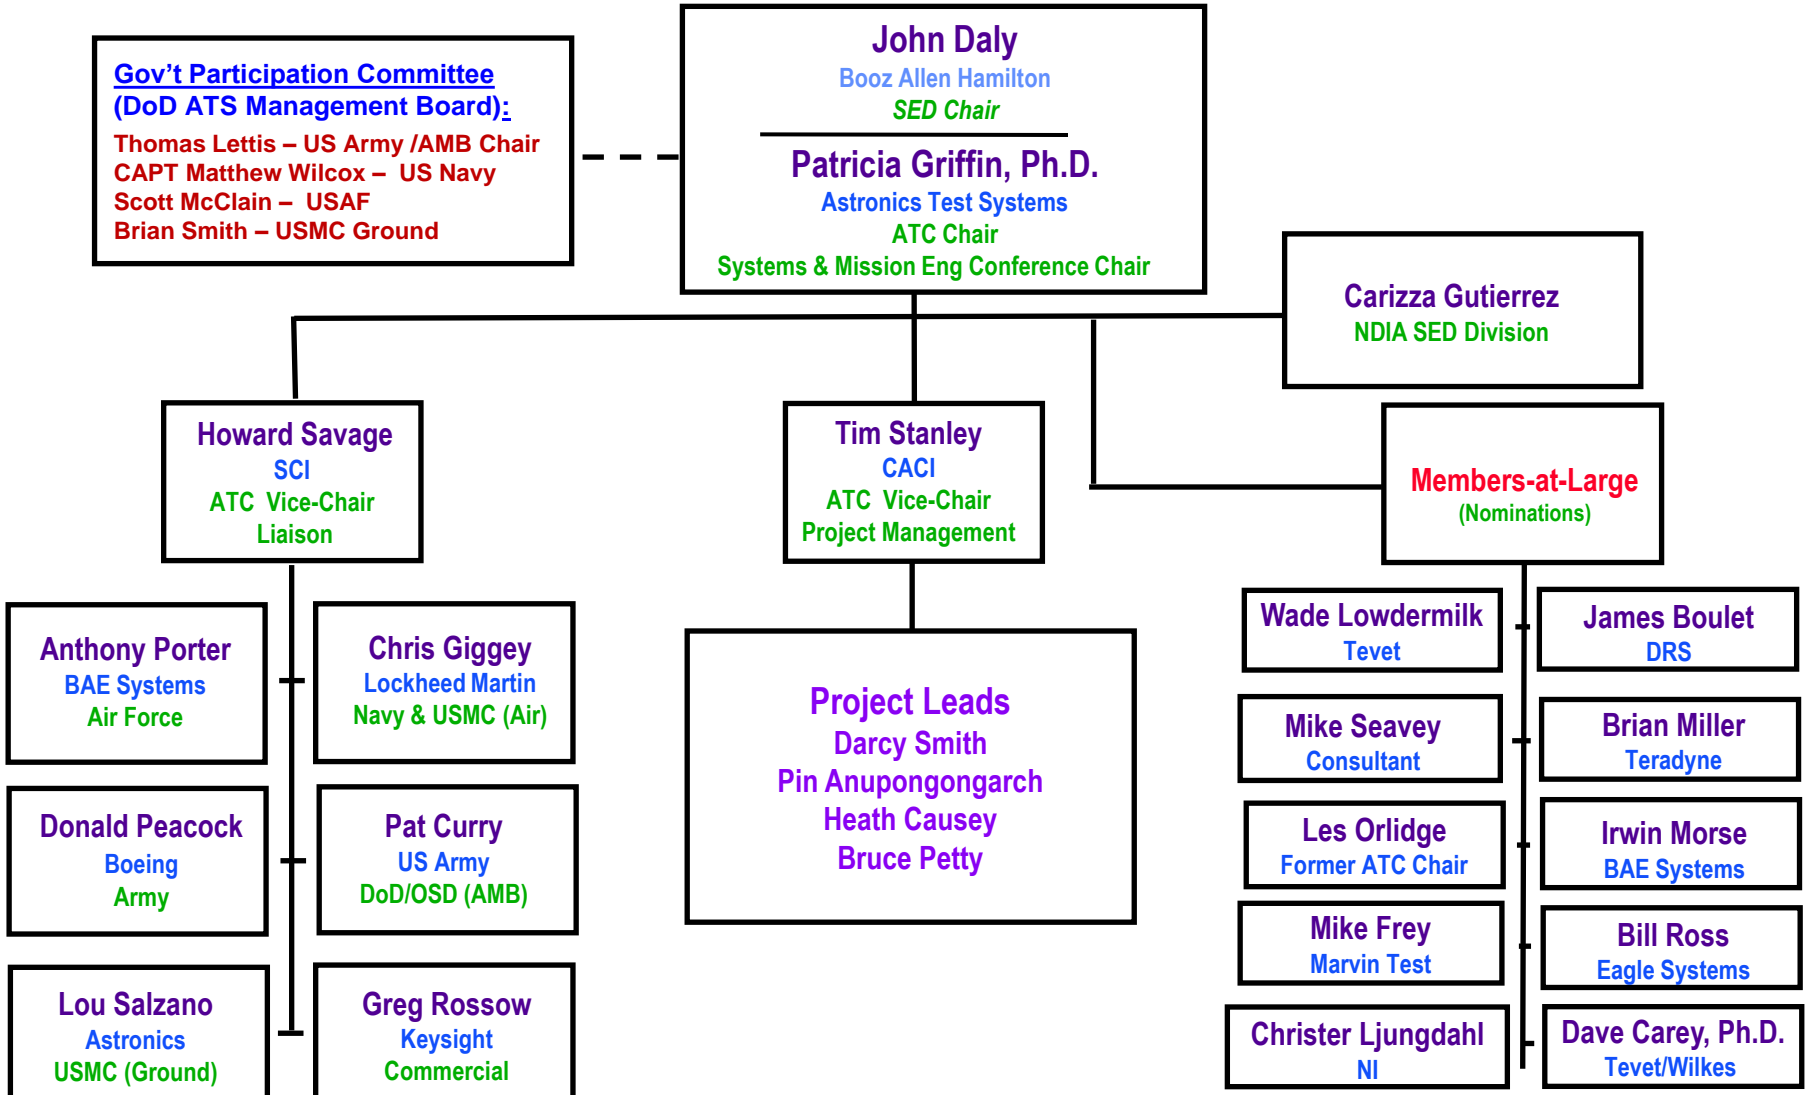 Gov’t Participation Committee
(DoD ATS Management Board):
Thomas Lettis – US Army /AMB Chair
CAPT Matthew Wilcox – US Navy
Scott McClain – USAF
Brian Smith – USMC Ground
John Daly
Booz Allen Hamilton
SED Chair
Patricia Griffin, Ph.D.
Astronics Test Systems
ATC Chair
Systems & Mission Eng Conference Chair
Carizza Gutierrez
NDIA SED Division
Howard Savage
SCI
ATC Vice-Chair
Liaison
Tim Stanley
CACI
ATC Vice-Chair
Project Management
Members-at-Large
(Nominations)
Anthony Porter
BAE Systems
Air Force
Chris Giggey
Lockheed Martin
Navy & USMC (Air)
Donald Peacock
Boeing
Army
Pat Curry
US Army
DoD/OSD (AMB)
Lou Salzano
Astronics
USMC (Ground)
Greg Rossow
Keysight
Commercial
Project Leads
Darcy Smith
Pin Anupongongarch
Heath Causey
Bruce Petty
Wade Lowdermilk
Tevet
James Boulet
DRS
Mike Seavey
Consultant
Brian Miller
Teradyne
Les Orlidge
Former ATC Chair
Irwin Morse
BAE Systems
Mike Frey
Marvin Test
Bill Ross
Eagle Systems
Christer Ljungdahl
NI
Dave Carey, Ph.D.
Tevet/Wilkes